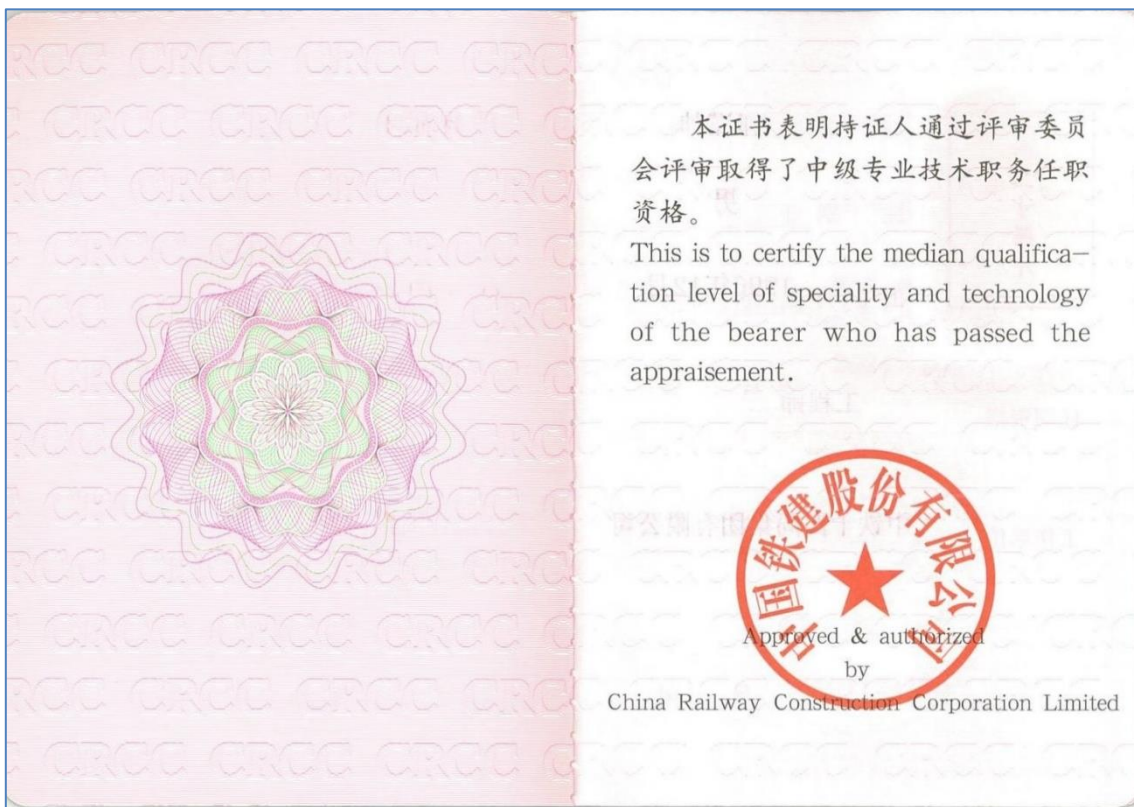 本证书表明持证人通过评审委员
会评审取得了中级专业技术职务任职
资格。
This is to certify the median qualifica—
tion level of speciality and technology
of the bearer who has passed the
appraisement.
中国铁建股份有限公司
Approved & authorized
by
China Railway Construction Corporation Limited
CRCC